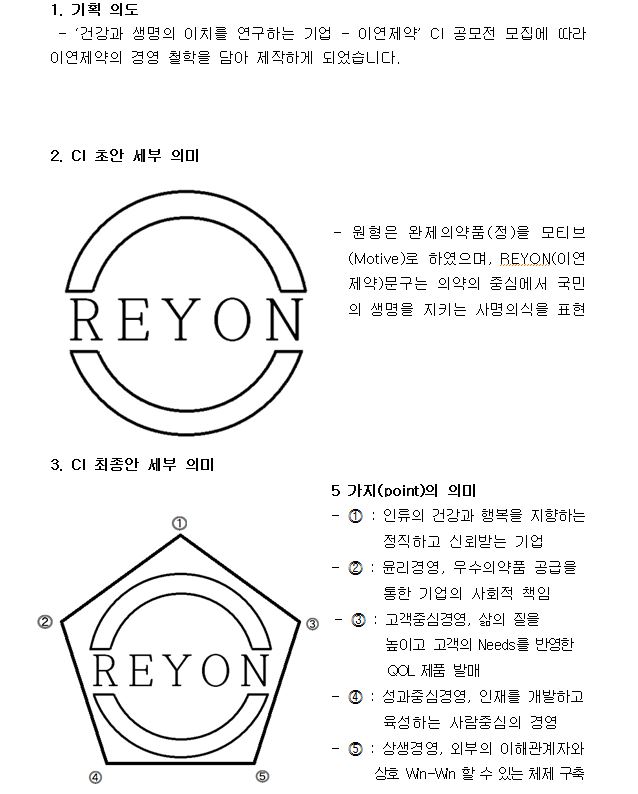 1. 기획 의도
- ‘건강과 생명의 이치를 연구하는 기업 - 이연제약’ CI 공모전 모집에 따라
이연제약의 경영 철학을 담아 제작하게 되었습니다.
2. CI 초안 세부 의미
REYON
- 원형은 완제의약품(정)을 모티브
(Motive)로 하였으며, REYON(이연
제약)문구는 의약의 중심에서 국민
의 생명을 지키는 사명의식을 표현
3. CI 최종안 세부 의미
①
②
③
REYON
④
⑤
5 가지(point)의 의미
- ① : 인류의 건강과 행복을 지향하는
정직하고 신뢰받는 기업
- ② : 윤리경영, 우수의약품 공급을
통한 기업의 사회적 책임
- ③ : 고객중심경영, 삶의 질을
높이고 고객의 Needs를 반영한
QOL 제품 발매
- ④ : 성과중심경영, 인재를 개발하고
육성하는 사람중심의 경영
- ⑤ : 상생경영, 외부의 이해관계자와
상호 Win-Win 할 수 있는 체제 구축